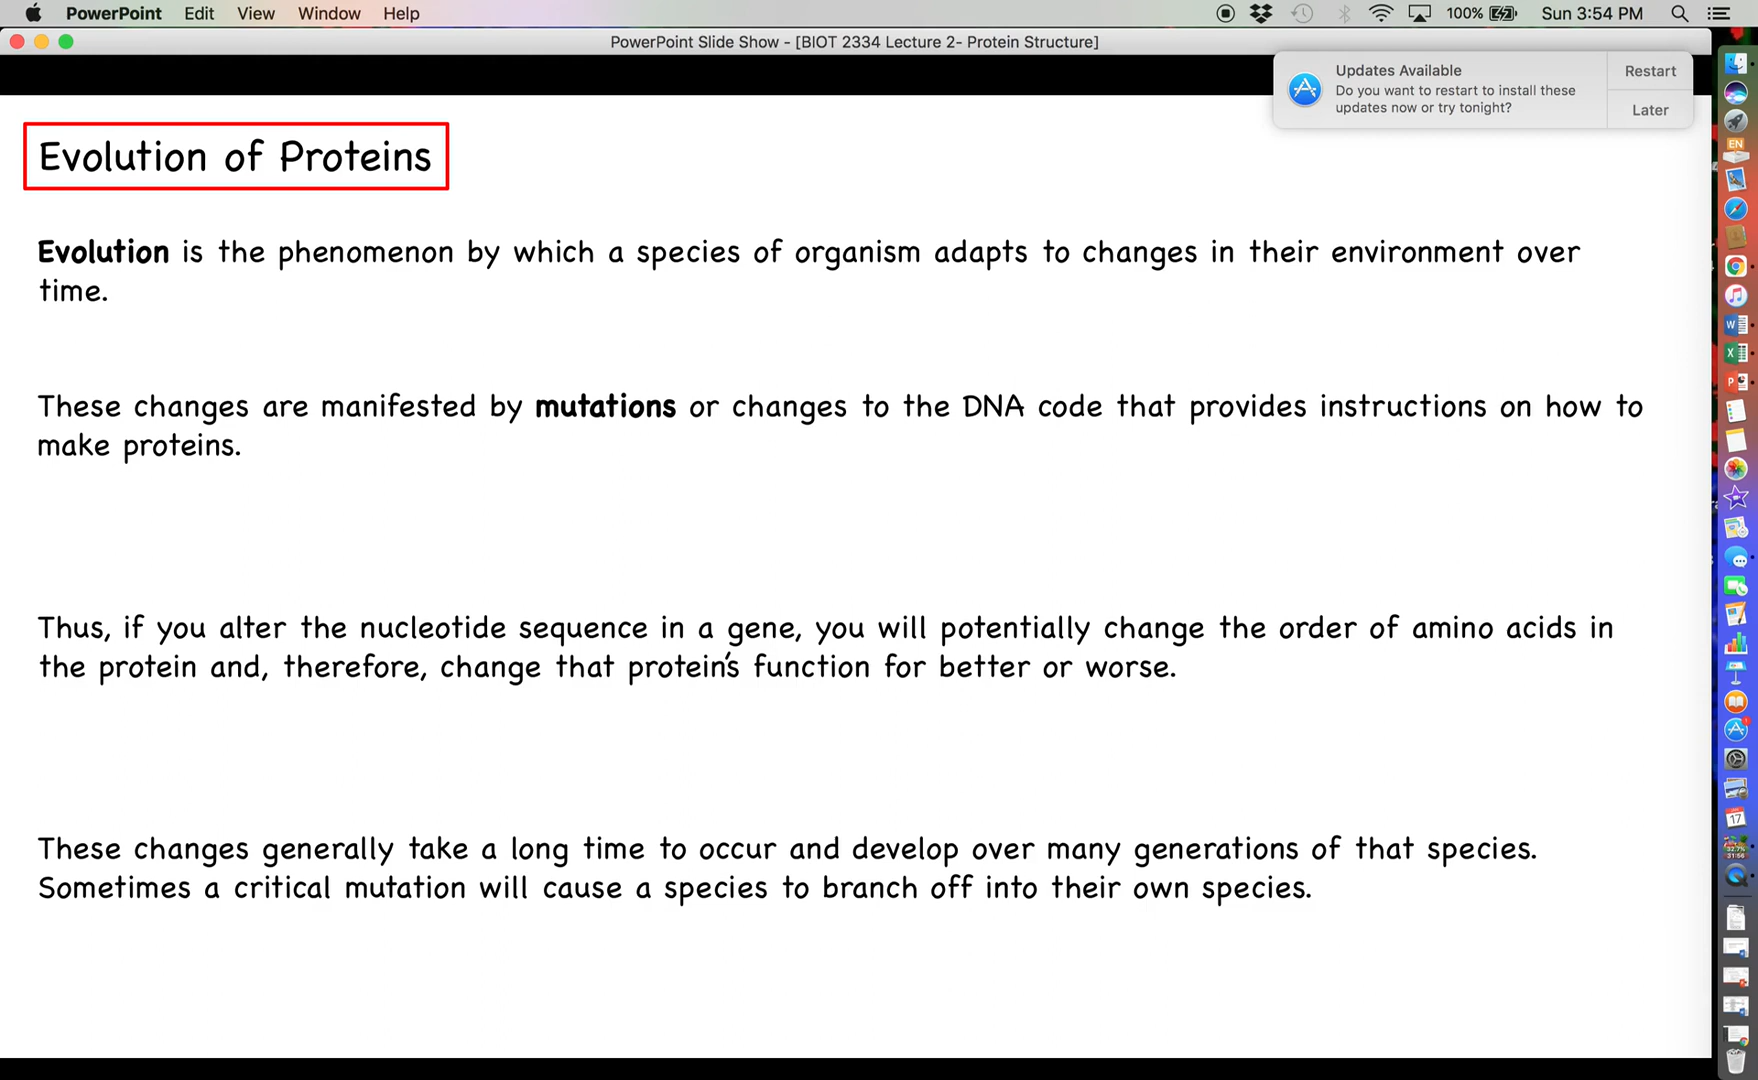 PowerPoint Edit View Window Help 100% Sun 3:54 PM
PowerPoint Slide Show - [BIOT 2334 Lecture 2- Protein Structure]
Updates Available
Do you want to restart to install these
updates now or try tonight?
Restart
Later
Evolution of Proteins
Evolution is the phenomenon by which a species of organism adapts to changes in their environment over
time.
These changes are manifested by mutations or changes to the DNA code that provides instructions on how to
make proteins.
Thus, if you alter the nucleotide sequence in a gene, you will potentially change the order of amino acids in
the protein and, therefore, change that protein's function for better or worse.
These changes generally take a long time to occur and develop over many generations of that species.
Sometimes a critical mutation will cause a species to branch off into their own species.
EN
W
X
P
17